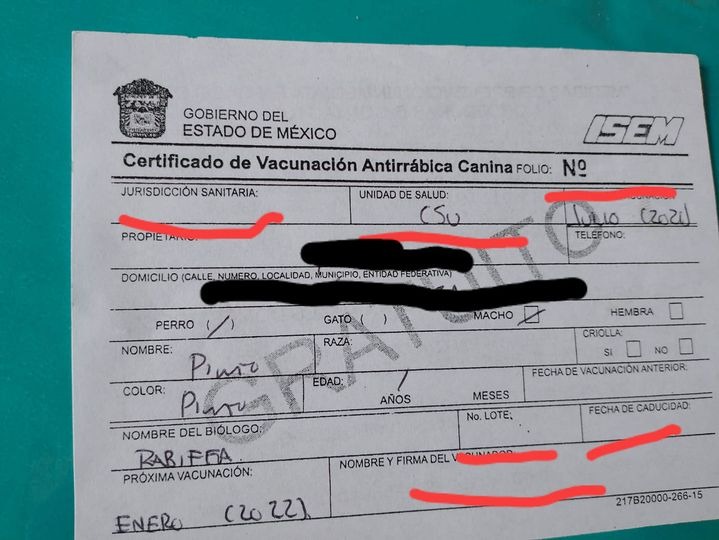 GOBIERNO DEL
ESTADO DE MÉXICO
ISEM
Certificado de Vacunación Antirrábica Canina FOLIO: Nº
JURISDICCIÓN SANITARIA: UNIDAD DE SALUD:
CSU Julio (2021)
PROPIETARIO: TELÉFONO:
DOMICILIO (CALLE, NUMERO, LOCALIDAD, MUNICIPIO, ENTIDAD FEDERATIVA)
PERRO (/) GATO ( ) MACHO HEMBRA
NOMBRE: Pinto RAZA: CRIOLLA:
SI NO
COLOR: Pinto EDAD: / AÑOS MESES FECHA DE VACUNACIÓN ANTERIOR:
NOMBRE DEL BIÓLOGO: No. LOTE. FECHA DE CADUCIDAD:
RABIFFA
PRÓXIMA VACUNACIÓN: NOMBRE Y FIRMA DEL VACUNADOR:
ENERO (2022).
217B20000-266-15
GRATUITO